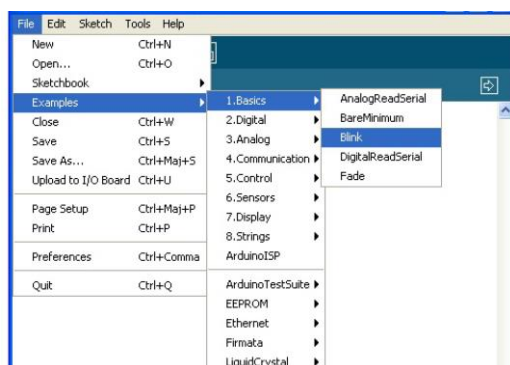 File Edit Sketch Tools Help
New Ctrl+N
Open... Ctrl+O
Sketchbook
Examples
Close Ctrl+W
Save Ctrl+S
Save As... Ctrl+Maj+S
Upload to I/O Board Ctrl+U
Page Setup Ctrl+Maj+P
Print Ctrl+P
Preferences Ctrl+Comma
Quit Ctrl+Q
1.Basics
2.Digital
3.Analog
4.Communication
5.Control
6.Sensors
7.Display
8.Strings
ArduinoISP
ArduinoTestSuite
EEPROM
Ethernet
Firmata
LiquidCrystal
AnalogReadSerial
BareMinimum
Blink
DigitalReadSerial
Fade